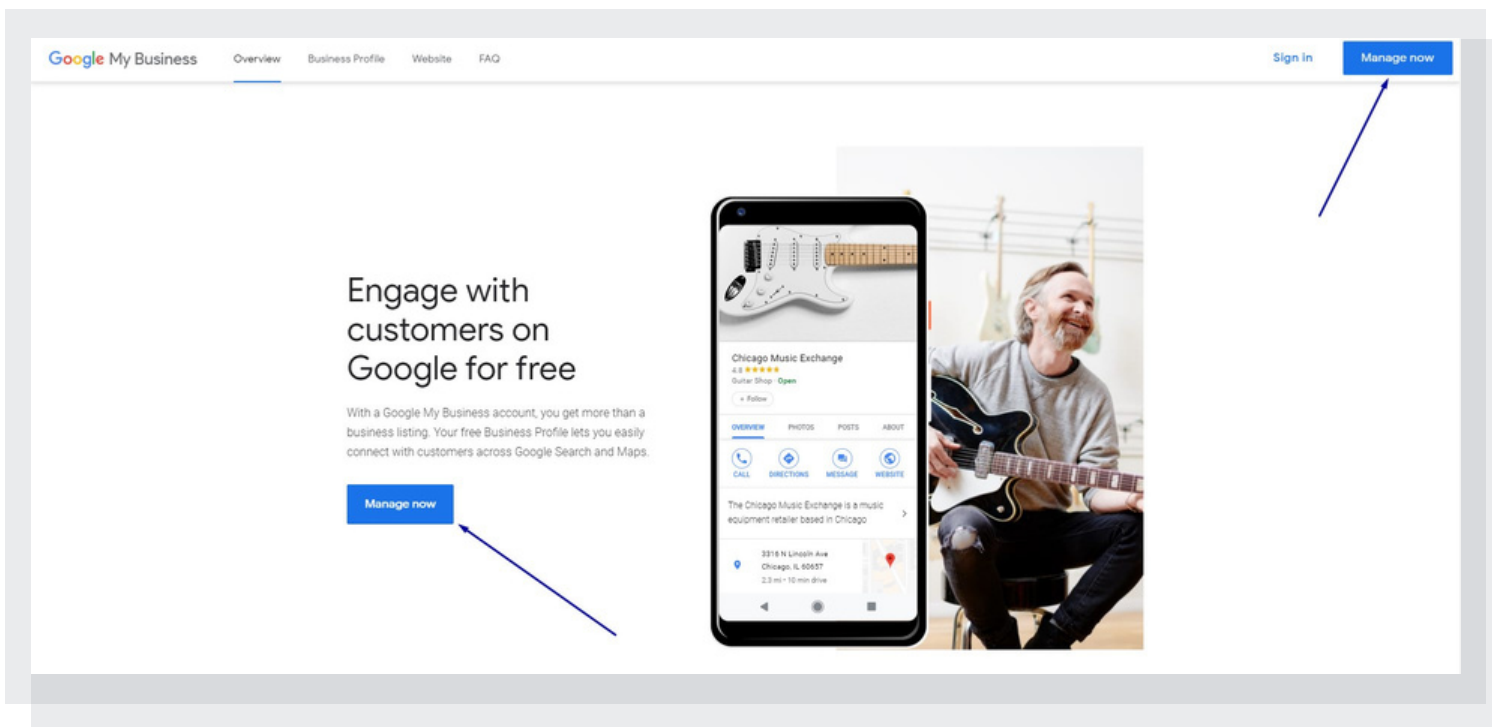 Google My Business
Overview
Business Profile
Website
FAQ
Sign in
Manage now
Engage with
customers on
Google for free
With a Google My Business account, you get more than a
business listing. Your free Business Profile lets you easily
connect with customers across Google Search and Maps.
Manage now
Chicago Music Exchange
4.8
Guitar Shop · Open
+ Follow
OVERVIEW
PHOTOS
POSTS
ABOUT
CALL
DIRECTIONS
MESSAGE
WEBSITE
The Chicago Music Exchange is a music
equipment retailer based in Chicago
3316 N Lincoln Ave
Chicago, IL 60657
2.3 mi · 10 min drive